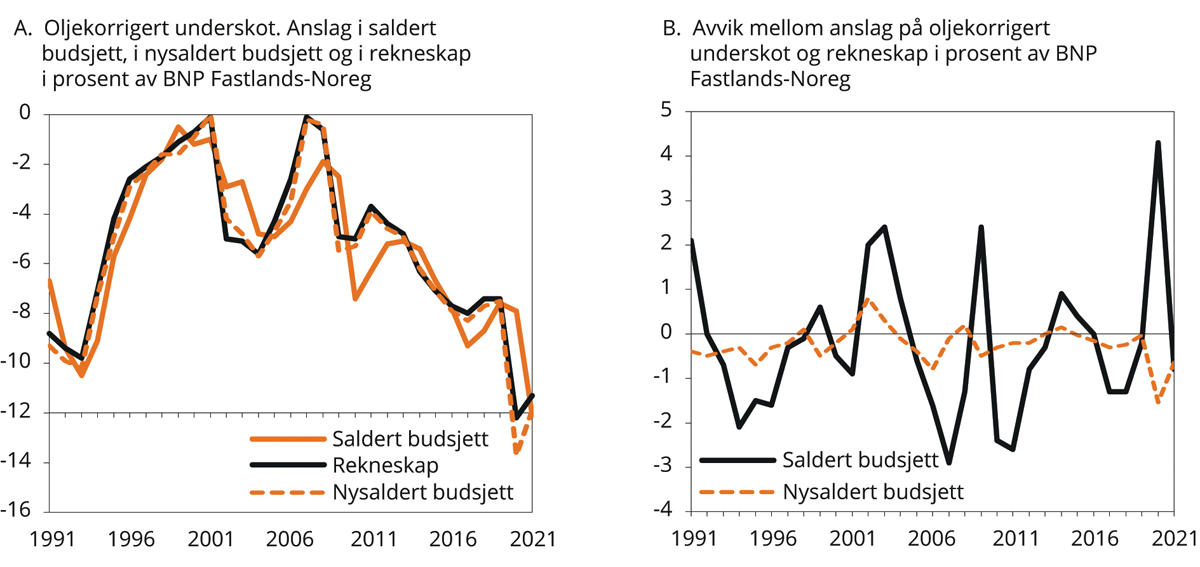 A. Oljekorrigert underskot. Anslag i saldert
budsjett, i nysaldert budsjett og i rekneskap
i prosent av BNP Fastlands-Noreg
0
-2
-4
-6
-8
-10
-12
-14
-16
Saldert budsjett
Rekneskap
Nysaldert budsjett
1991 1996 2001 2006 2011 2016 2021
B. Avvik mellom anslag på oljekorrigert
underskot og rekneskap i prosent av BNP
Fastlands-Noreg
5
4
3
2
1
0
-1
-2
-3
-4
Saldert budsjett
Nysaldert budsjett
1991 1996 2001 2006 2011 2016 2021